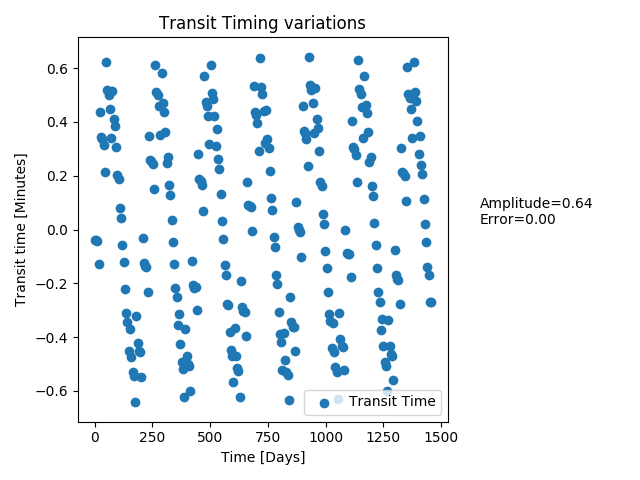 Transit Timing variations
0.6
0.4
0.2
0.0
−0.2
−0.4
−0.6
Transit time [Minutes]
Amplitude=0.64
Error=0.00
Transit Time
0
250
500
750
1000
1250
1500
Time [Days]